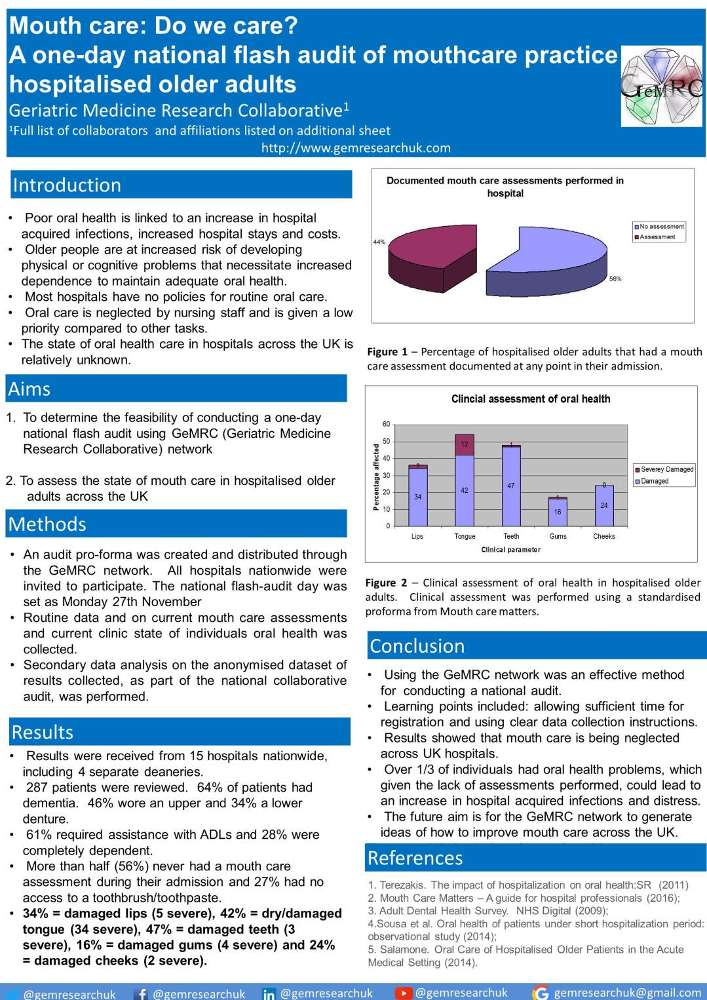 Mouth care: Do we care?
A one-day national flash audit of mouthcare practice
hospitalised older adults
Geriatric Medicine Research Collaborative1
1Full list of collaborators and affiliations listed on additional sheet
http://www.gemresearchuk.com
GeMRC
Introduction
• Poor oral health is linked to an increase in hospital
acquired infections, increased hospital stays and costs.
• Older people are at increased risk of developing
physical or cognitive problems that necessitate increased
dependence to maintain adequate oral health.
• Most hospitals have no policies for routine oral care.
• Oral care is neglected by nursing staff and is given a low
priority compared to other tasks.
• The state of oral health care in hospitals across the UK is
relatively unknown.
Aims
1. To determine the feasibility of conducting a one-day
national flash audit using GeMRC (Geriatric Medicine
Research Collaborative) network
2. To assess the state of mouth care in hospitalised older
adults across the UK
Methods
• An audit pro-forma was created and distributed through
the GeMRC network. All hospitals nationwide were
invited to participate. The national flash-audit day was
set as Monday 27th November
• Routine data and on current mouth care assessments
and current clinic state of individuals oral health was
collected.
• Secondary data analysis on the anonymised dataset of
results collected, as part of the national collaborative
audit, was performed.
Results
• Results were received from 15 hospitals nationwide,
including 4 separate deaneries.
• 287 patients were reviewed. 64% of patients had
dementia. 46% wore an upper and 34% a lower
denture.
• 61% required assistance with ADLs and 28% were
completely dependent.
• More than half (56%) never had a mouth care
assessment during their admission and 27% had no
access to a toothbrush/toothpaste.
• 34% = damaged lips (5 severe), 42% = dry/damaged
tongue (34 severe), 47% = damaged teeth (3
severe), 16% = damaged gums (4 severe) and 24%
= damaged cheeks (2 severe).
Documented mouth care assessments performed in
hospital
44%
56%
No assessment
Assessment
Figure 1 – Percentage of hospitalised older adults that had a mouth
care assessment documented at any point in their admission.
Clincial assessment of oral health
Percentage affected
60
50
40
30
20
10
0
2
12
1
1
0
34
42
47
16
24
Lips Tongue Teeth Gums Cheeks
Clinical parameter
Severey Damaged
Damaged
Figure 2 – Clinical assessment of oral health in hospitalised older
adults. Clinical assessment was performed using a standardised
proforma from Mouth care matters.
Conclusion
• Using the GeMRC network was an effective method
for conducting a national audit.
• Learning points included: allowing sufficient time for
registration and using clear data collection instructions.
• Results showed that mouth care is being neglected
across UK hospitals.
• Over 1/3 of individuals had oral health problems, which
given the lack of assessments performed, could lead to
an increase in hospital acquired infections and distress.
• The future aim is for the GeMRC network to generate
ideas of how to improve mouth care across the UK.
References
1. Terezakis. The impact of hospitalization on oral health:SR (2011)
2. Mouth Care Matters – A guide for hospital professionals (2016);
3. Adult Dental Health Survey. NHS Digital (2009);
4.Sousa et al. Oral health of patients under short hospitalization period:
observational study (2014);
5. Salamone. Oral Care of Hospitalised Older Patients in the Acute
Medical Setting (2014).
@gemresearchuk @gemresearchuk @gemresearchuk @gemresearchuk gemresearchuk@gmail.com